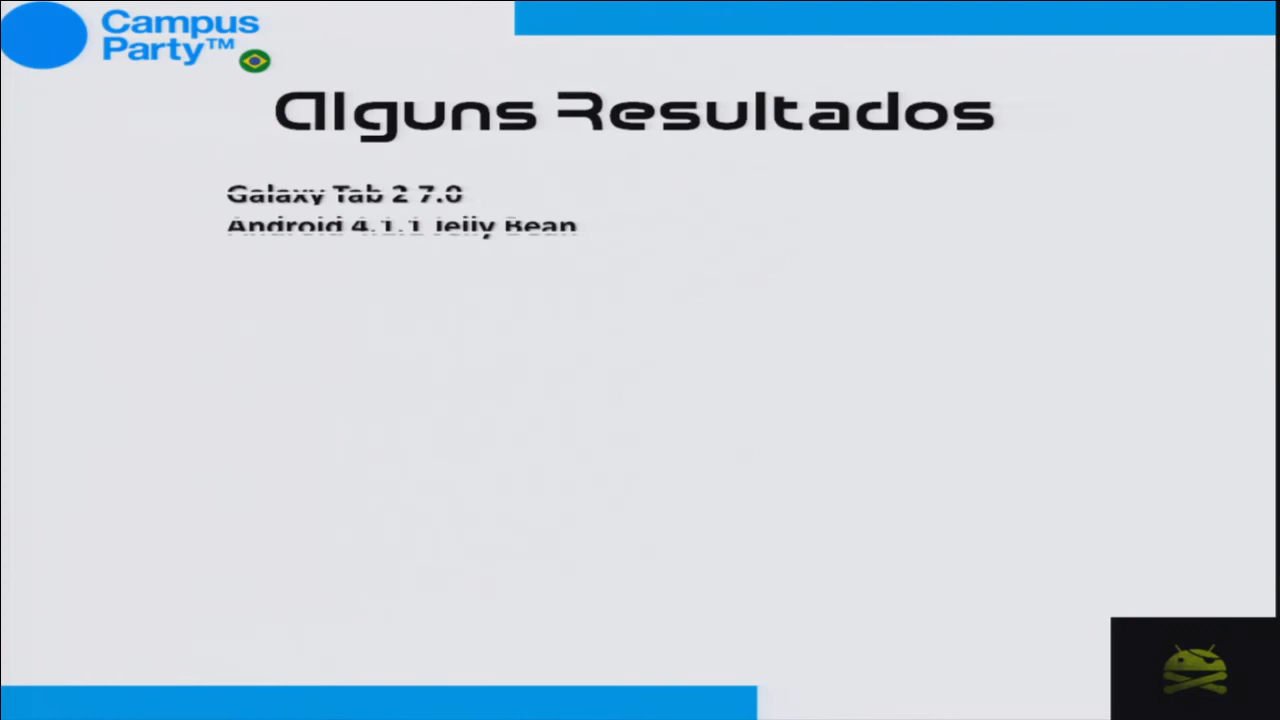 Campus
Party™
Alguns Resultados
Galaxy Tab 2 7.0
Android 4.1.1 Jelly Bean